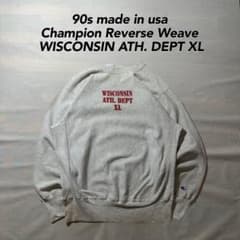 90s made in usa
Champion Reverse Weave
WISCONSIN ATH. DEPT XL
WISCONSIN
ATH. DEPT
XL